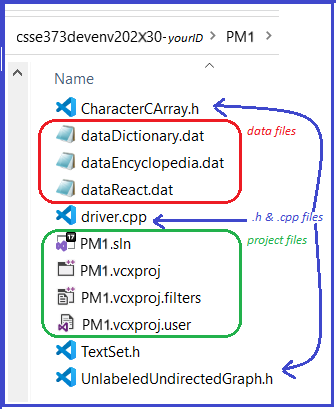 csse373devenv202X30-yourID > PM1 >
Name
CharacterCArray.h
dataDictionary.dat
data files
dataEncyclopedia.dat
dataReact.dat
driver.cpp
.h & .cpp files
PM1.sln
project files
PM1.vcxproj
PM1.vcxproj.filters
PM1.vcxproj.user
TextSet.h
UnlabeledUndirectedGraph.h